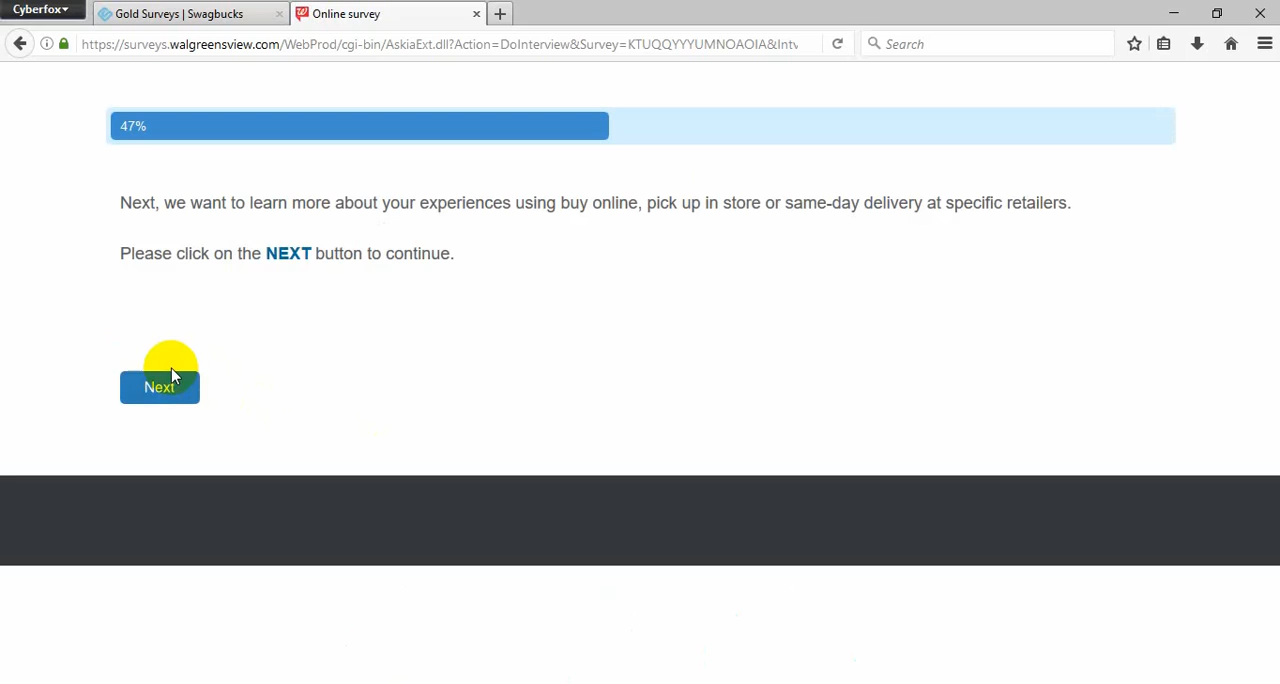 Cyberfox
Gold Surveys | Swagbucks
Online survey
https://surveys.walgreensview.com/WebProd/cgi-bin/AskiaExt.dll?Action=DoInterview&Survey=KTUQQYYYUMNOAOIA&Intv
Search
47%
Next, we want to learn more about your experiences using buy online, pick up in store or same-day delivery at specific retailers.
Please click on the NEXT button to continue.
Next